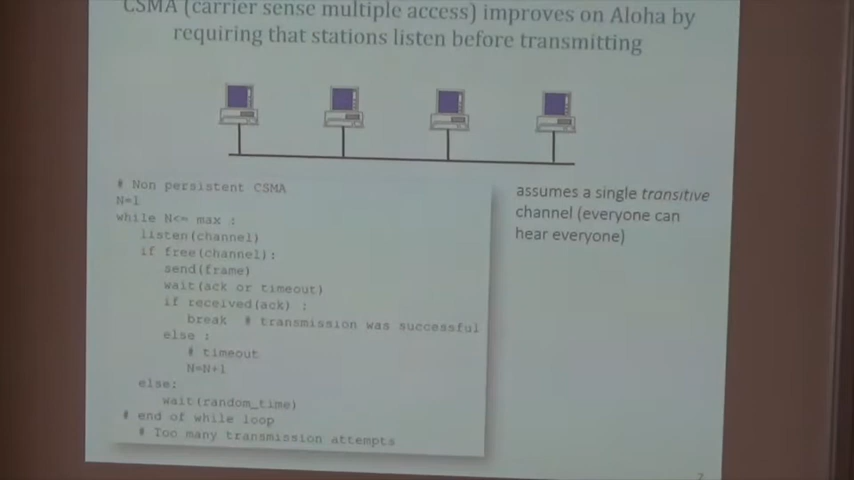 CSMA (carrier sense multiple access) improves on Aloha by
requiring that stations listen before transmitting
# Non persistent CSMA
N=1
while N<= max :
listen(channel)
if free(channel):
send(frame)
wait(ack or timeout)
if received(ack) :
break # transmission was successful
else :
# timeout
N=N+1
else:
wait(random_time)
# end of while loop
# Too many transmission attempts
assumes a single transitive
channel (everyone can
hear everyone)
7